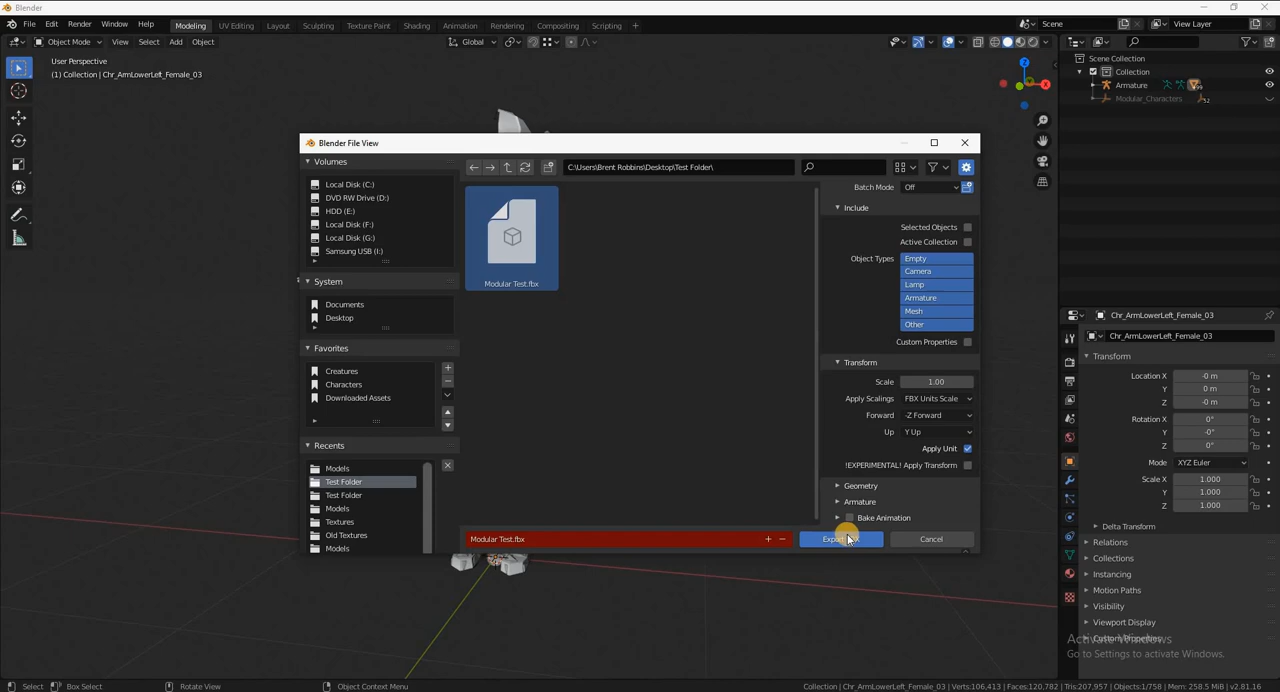 Blender
File Edit Render Window Help Modeling UV Editing Layout Sculpting Texture Paint Shading Animation Rendering Compositing Scripting + Scene View Layer
Object Mode View Select Add Object Global
User Perspective
(1) Collection | Chr_ArmLowerLeft_Female_03
Z
X
Scene Collection
Collection
Armature
Modular_Characters 52
Blender File View
Volumes
Local Disk (C:)
DVD RW Drive (D:)
HDD (E:)
Local Disk (F:)
Local Disk (G:)
Samsung USB (I:)
System
Documents
Desktop
Favorites
Creatures
Characters
Downloaded Assets
Recents
Models
Test Folder
Test Folder
Models
Textures
Old Textures
Models
C:\Users\Brent Robbins\Desktop\Test Folder\
Modular Test.fbx
Batch Mode Off
Include
Selected Objects
Active Collection
Object Types Empty
Camera
Lamp
Armature
Mesh
Other
Custom Properties
Transform
Scale 1.00
Apply Scalings FBX Units Scale
Forward -Z Forward
Up Y Up
Apply Unit
!EXPERIMENTAL! Apply Transform
Geometry
Armature
Bake Animation
Modular Test.fbx + −
Cancel
Chr_ArmLowerLeft_Female_03
Chr_ArmLowerLeft_Female_03
Transform
Location X -0 m
Y 0 m
Z -0 m
Rotation X 0°
Y -0°
Z 0°
Mode XYZ Euler
Scale X 1.000
Y 1.000
Z 1.000
Delta Transform
Relations
Collections
Instancing
Motion Paths
Visibility
Viewport Display
Custom Properties
Activate Windows
Go to Settings to activate Windows.
Select Box Select Rotate View Object Context Menu
Collection | Chr_ArmLowerLeft_Female_03 | Verts:106,413 | Faces:120,782 | Tris:207,957 | Objects:1/758 | Mem: 258.5 MiB | v2.81.16